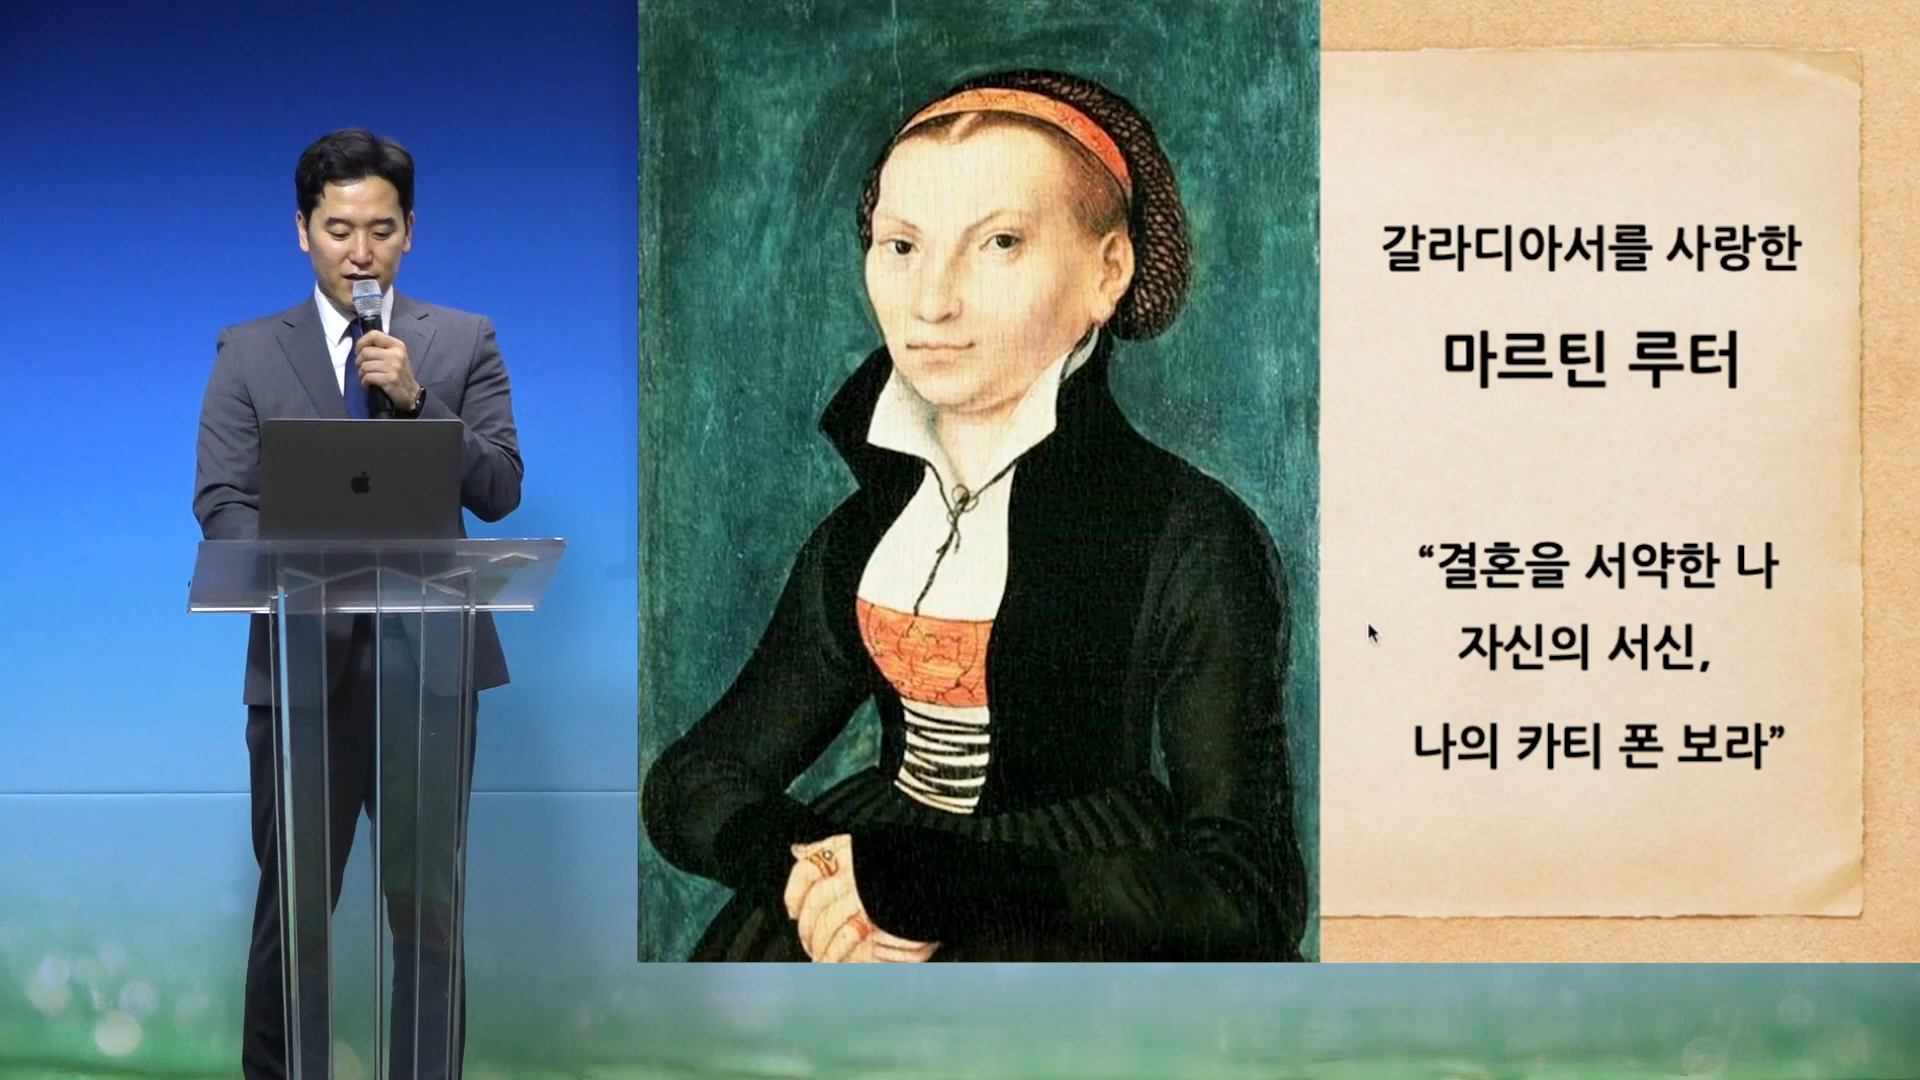 갈라디아서를 사랑한
마르틴 루터
“결혼을 서약한 나
자신의 서신,
나의 카티 폰 보라”